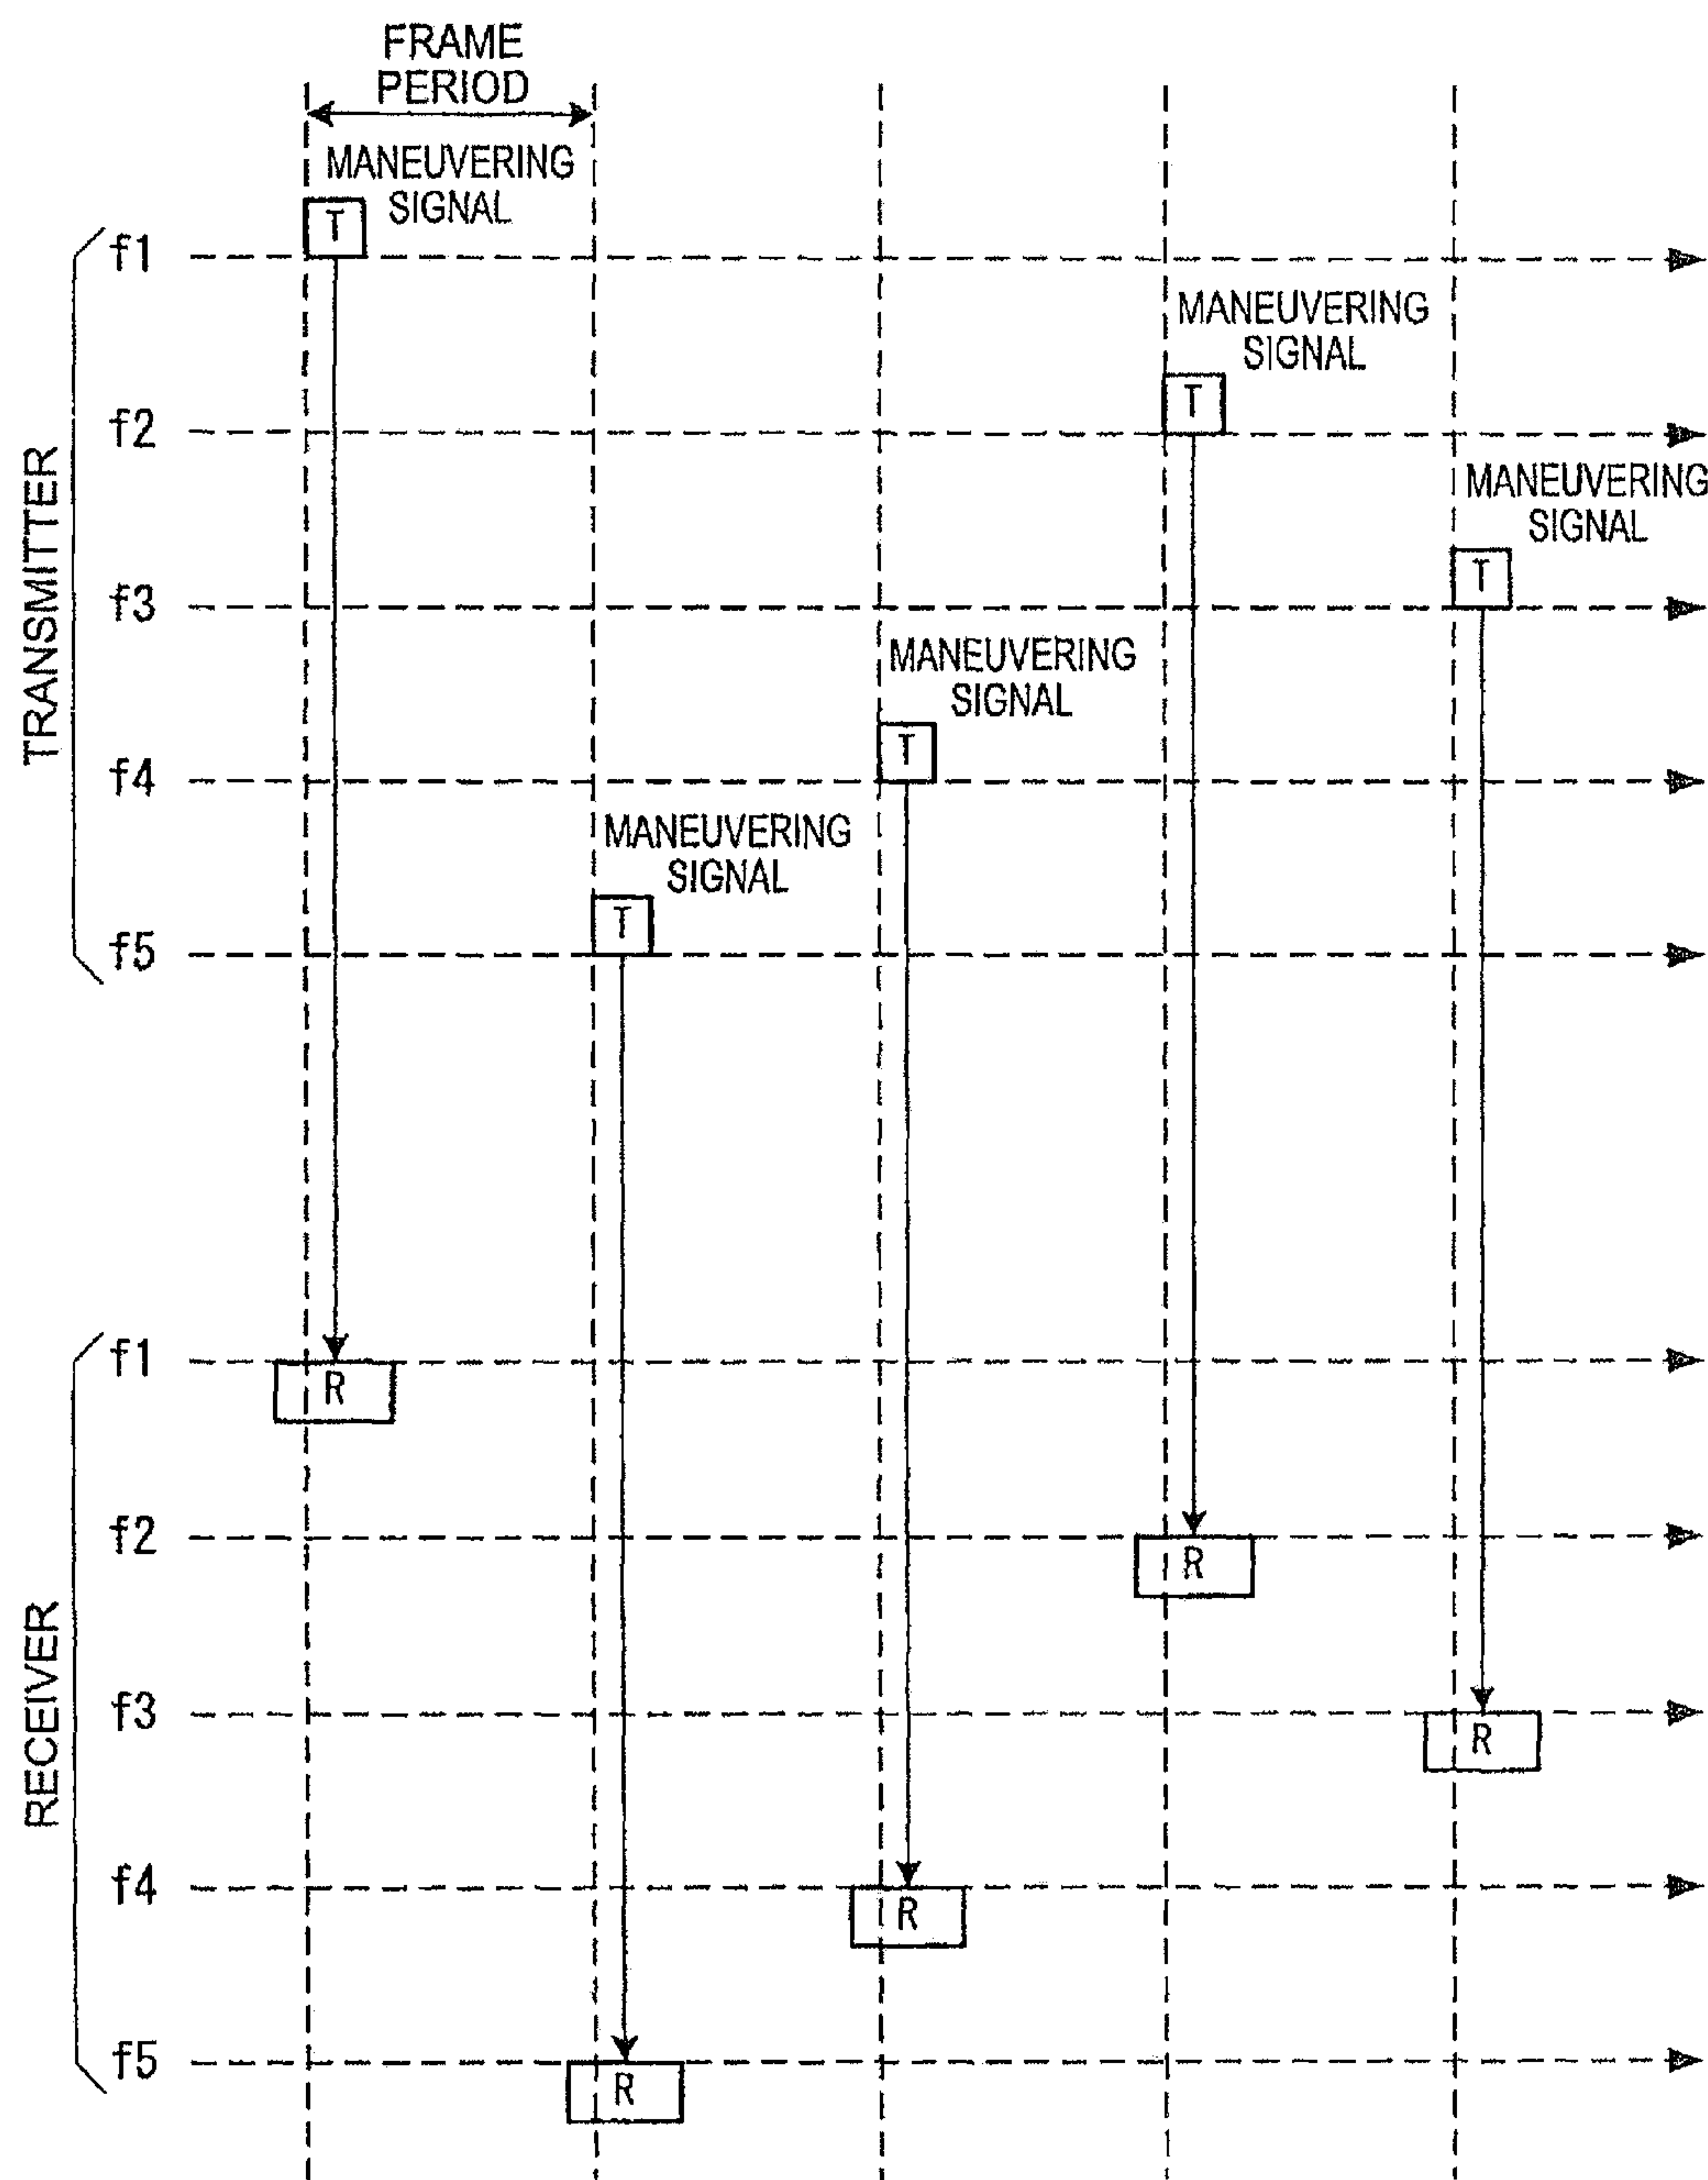 FRAME
PERIOD
MANEUVERING
SIGNAL
T
f1
MANEUVERING
SIGNAL
T
f2
MANEUVERING
SIGNAL
T
f3
MANEUVERING
SIGNAL
T
f4
MANEUVERING
SIGNAL
T
f5
TRANSMITTER
f1
R
f2
R
f3
R
f4
R
f5
R
RECEIVER